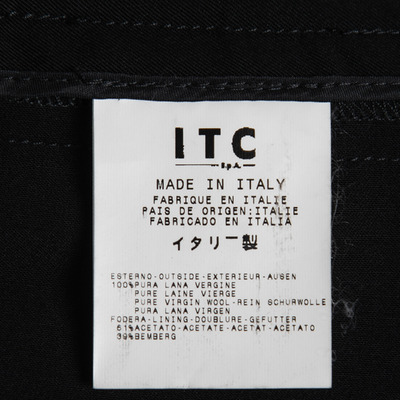 ITC
S.p.A.
MADE IN ITALY
FABRIQUE EN ITALIE
PAIS DE ORIGEN:ITALIE
FABRICADO EN ITALIA
イタリー製
ESTERNO-OUTSIDE-EXTERIEUR-AUSEN
100%PURA LANA VERGINE
PURE LAINE VIERGE
PURE VIRGIN WOOL-REIN SCHURWOLLE
PURA LANA VIRGEN
FODERA-LINING-DOUBLURE-GEFUTTER
61%ACETATO-ACETATE-ACETAT-ACETATO
39%BEMBERG